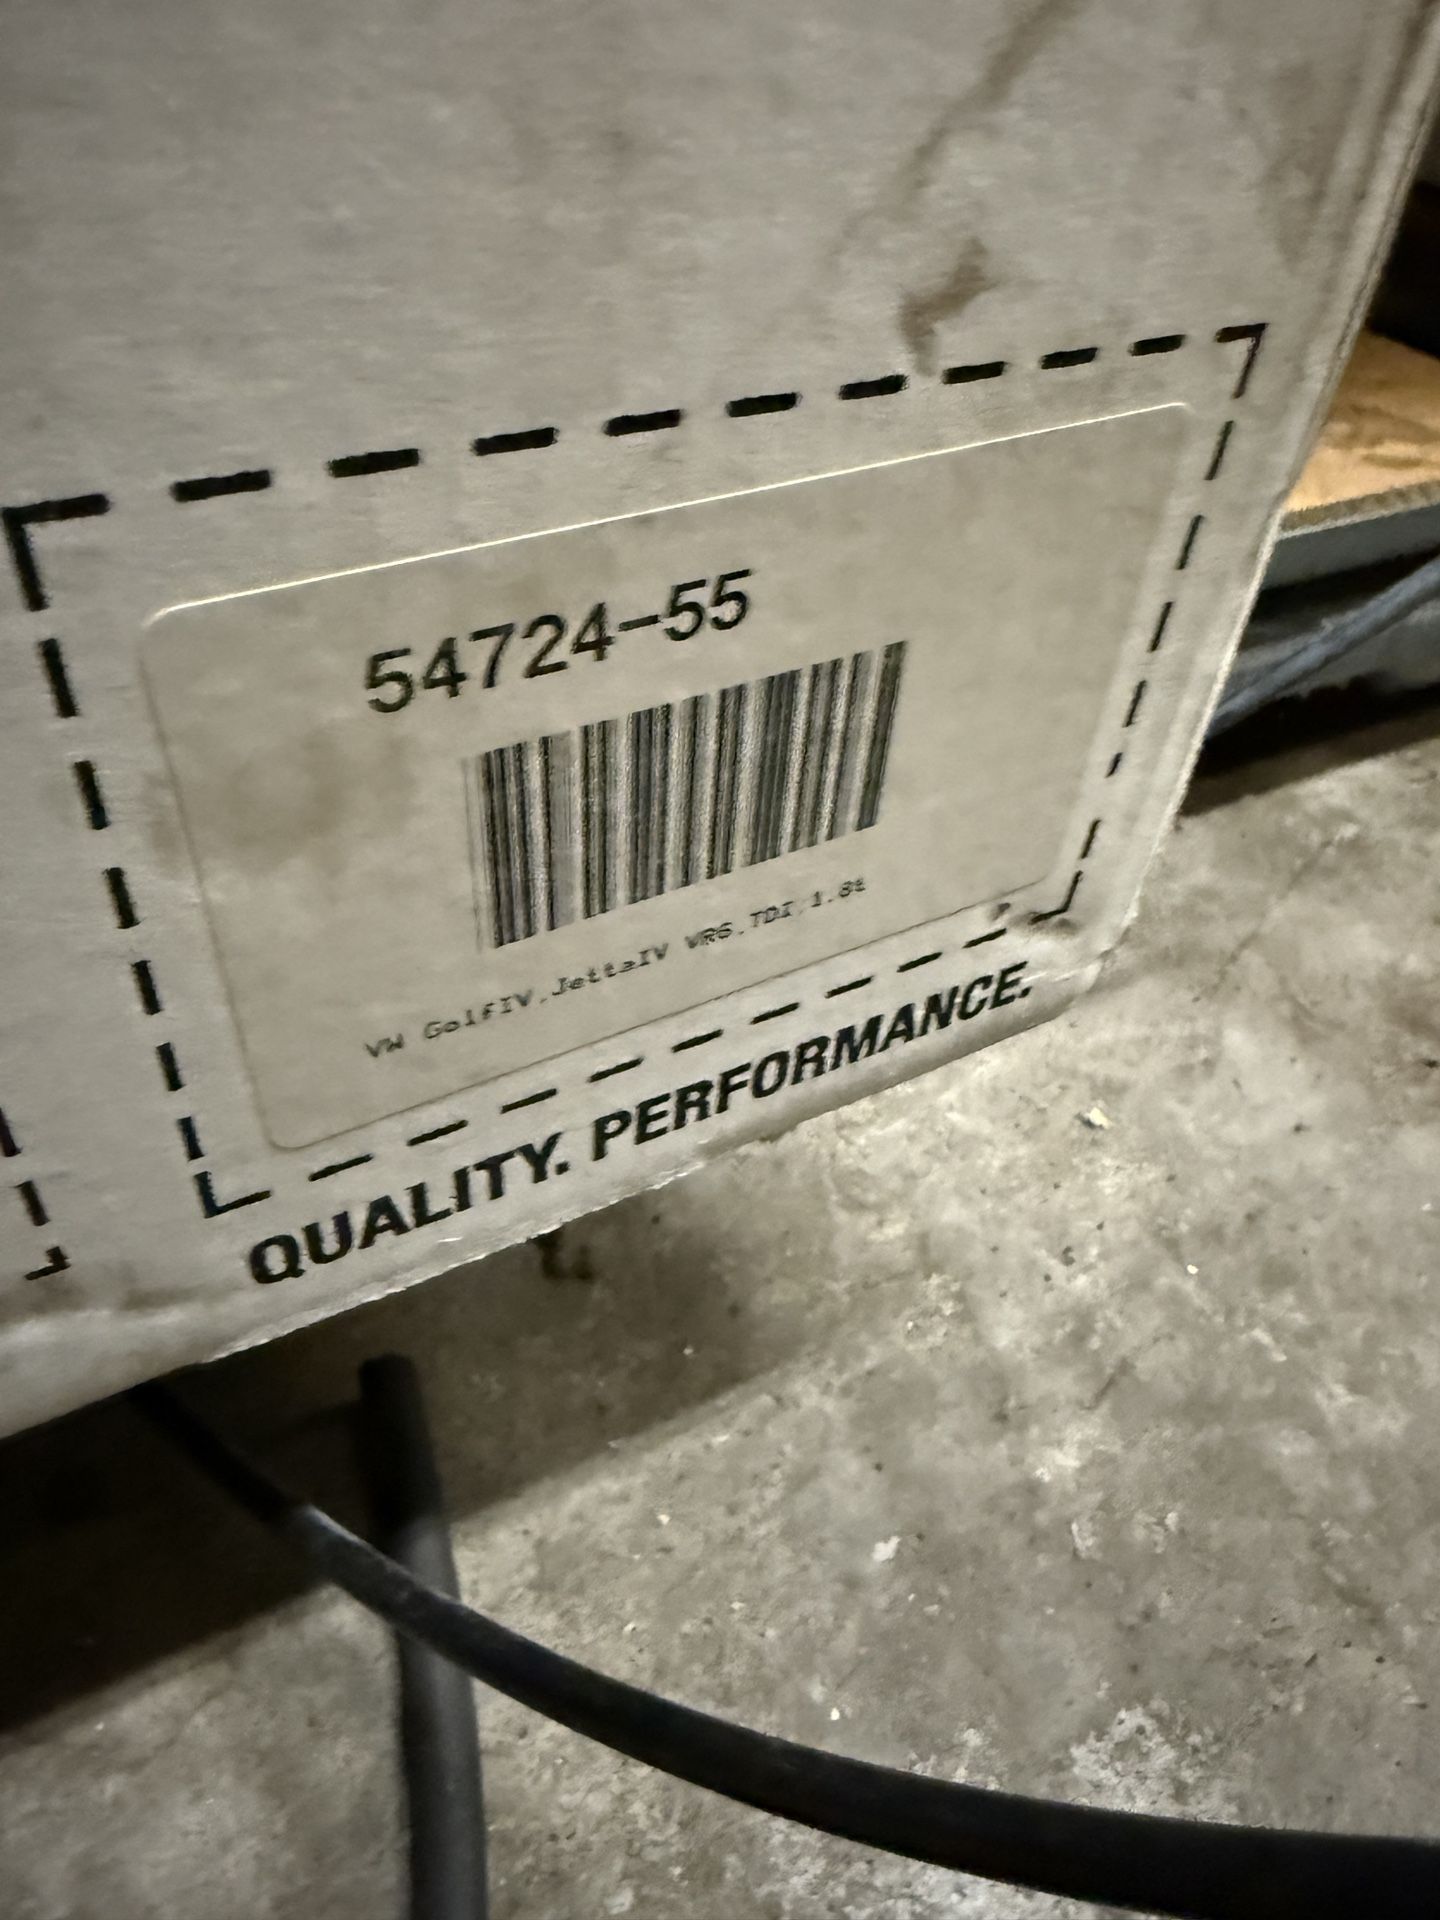 54724-55
VW GolfIV,JettaIV VR6,TDI,1.8t
QUALITY. PERFORMANCE.